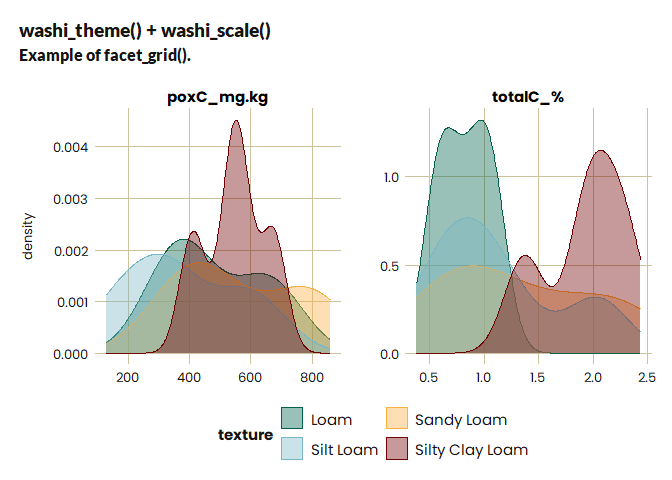 washi_theme() + washi_scale()
Example of facet_grid().
poxC_mg.kg
totalC_%
density
0.004
0.003
0.002
0.001
0.000
1.0
0.5
0.0
200 400 600 800
0.5 1.0 1.5 2.0 2.5
texture
Loam
Sandy Loam
Silt Loam
Silty Clay Loam